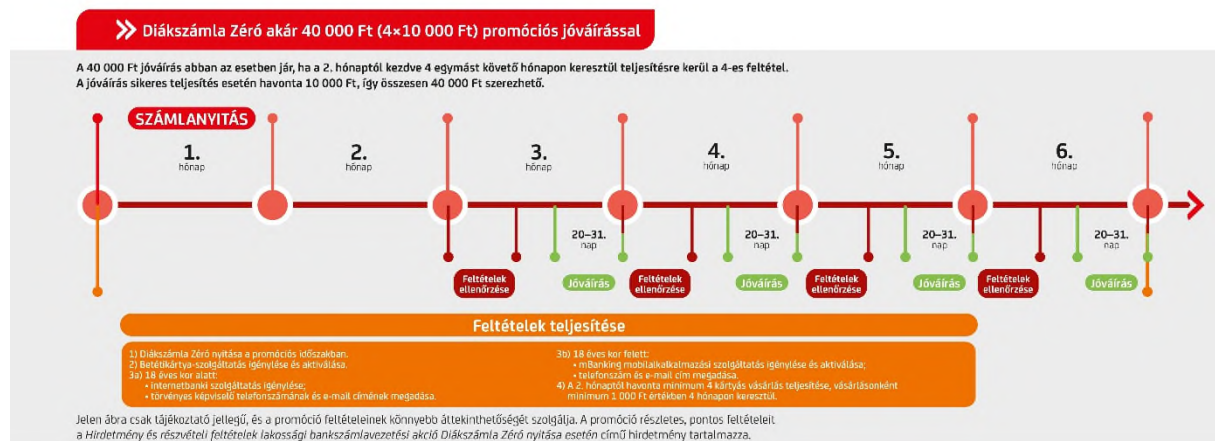 Diákszámla Zéró akár 40 000 Ft (4×10 000 Ft) promóciós jóváírással
A 40 000 Ft jóváírás abban az esetben jár, ha a 2. hónaptól kezdve 4 egymást követő hónapon keresztül teljesítésre kerül a 4-es feltétel.
A jóváírás sikeres teljesítés esetén havonta 10 000 Ft, így összesen 40 000 Ft szerezhető.
SZÁMLANYITÁS
1.
hónap
2.
hónap
3.
hónap
4.
hónap
5.
hónap
6.
hónap
20–31.
nap
20–31.
nap
20–31.
nap
20–31.
nap
Feltételek
ellenőrzése
Jóváírás
Feltételek
ellenőrzése
Jóváírás
Feltételek
ellenőrzése
Jóváírás
Feltételek
ellenőrzése
Jóváírás
Feltételek teljesítése
1) Diákszámla Zéró nyitása a promóciós időszakban.
2) Betétikártya-szolgáltatás igénylése és aktiválása.
3a) 18 éves kor alatt:
• internetbanki szolgáltatás igénylése;
• törvényes képviselő telefonszámának és e-mail címének megadása.
3b) 18 éves kor felett:
• mBanking mobilalkalkalmazási szolgáltatás igénylése és aktiválása;
• telefonszám és e-mail cím megadása.
4) A 2. hónaptól havonta minimum 4 kártyás vásárlás teljesítése, vásárlásonként
minimum 1 000 Ft értékben 4 hónapon keresztül.
Jelen ábra csak tájékoztató jellegű, és a promóció feltételeinek könnyebb áttekinthetőségét szolgálja. A promóció részletes, pontos feltételeit
a Hirdetmény és részvételi feltételek lakossági bankszámlavezetési akció Diákszámla Zéró nyitása esetén című hirdetmény tartalmazza.